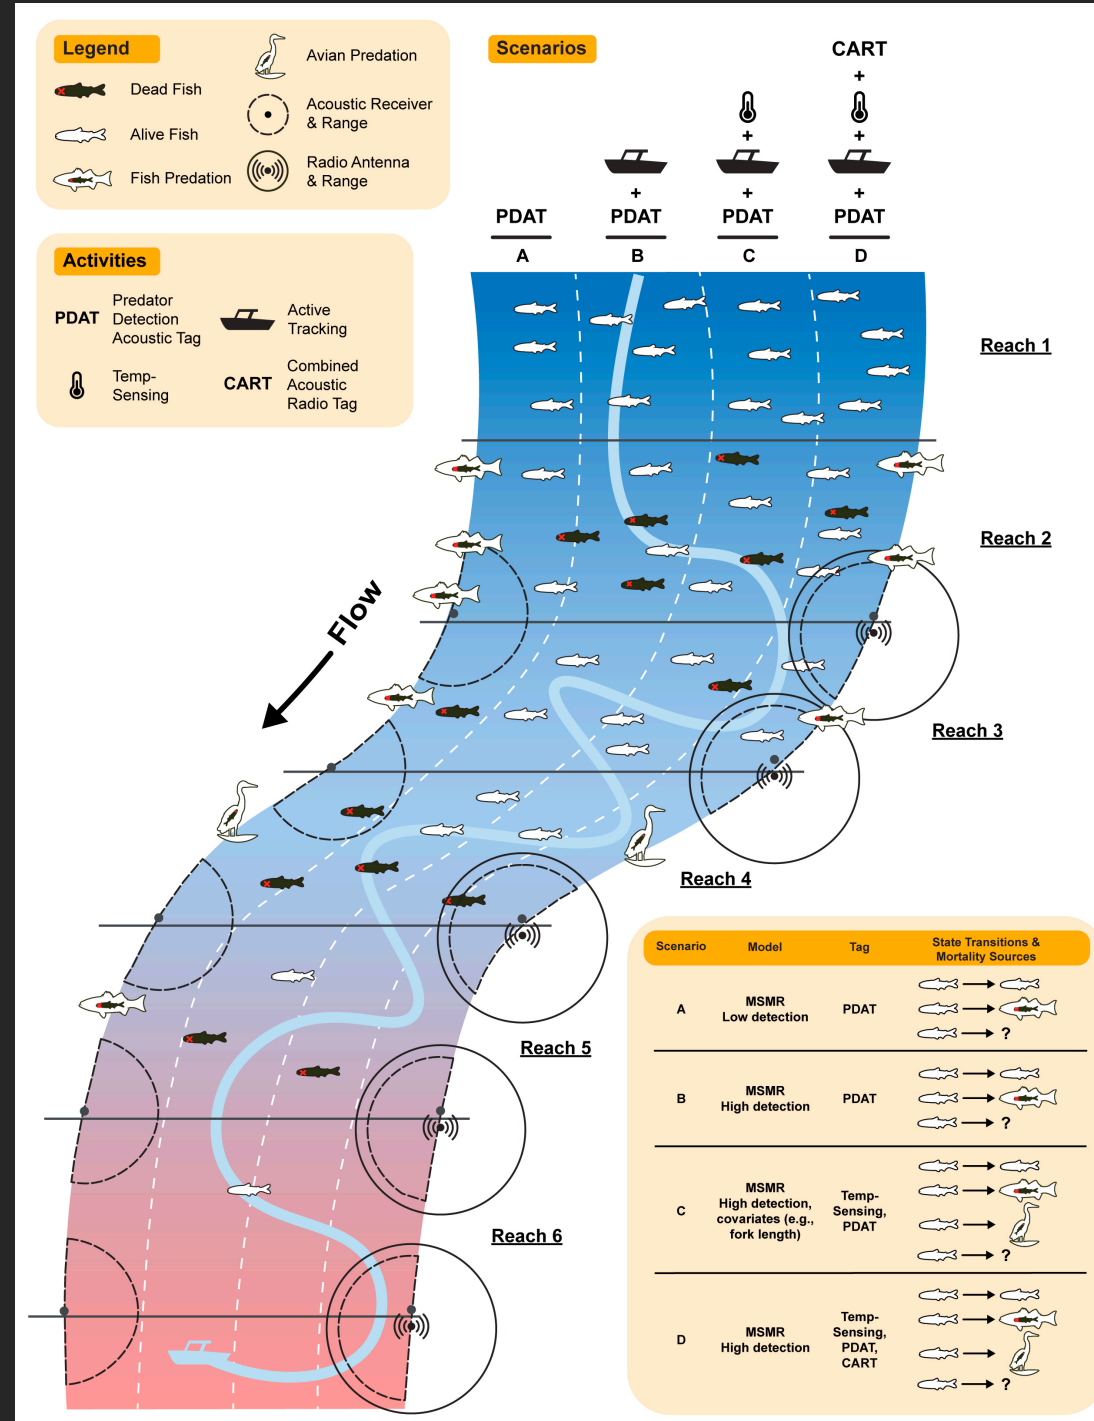 Legend
Dead Fish
Alive Fish
Fish Predation
Avian Predation
Acoustic Receiver
& Range
Radio Antenna
& Range
Activities
PDAT
Predator
Detection
Acoustic Tag
Temp-
Sensing
Active
Tracking
CART
Combined
Acoustic
Radio Tag
Scenarios
CART
+
+
+
+
+
+
PDAT
PDAT
PDAT
PDAT
A
B
C
D
Reach 1
Reach 2
Flow
Reach 3
Reach 4
Reach 5
Reach 6
Scenario
Model
Tag
State Transitions &
Mortality Sources
A
MSMR
Low detection
PDAT
?
B
MSMR
High detection
PDAT
?
C
MSMR
High detection,
covariates (e.g.,
fork length)
Temp-
Sensing,
PDAT
?
D
MSMR
High detection
Temp-
Sensing,
PDAT,
CART
?